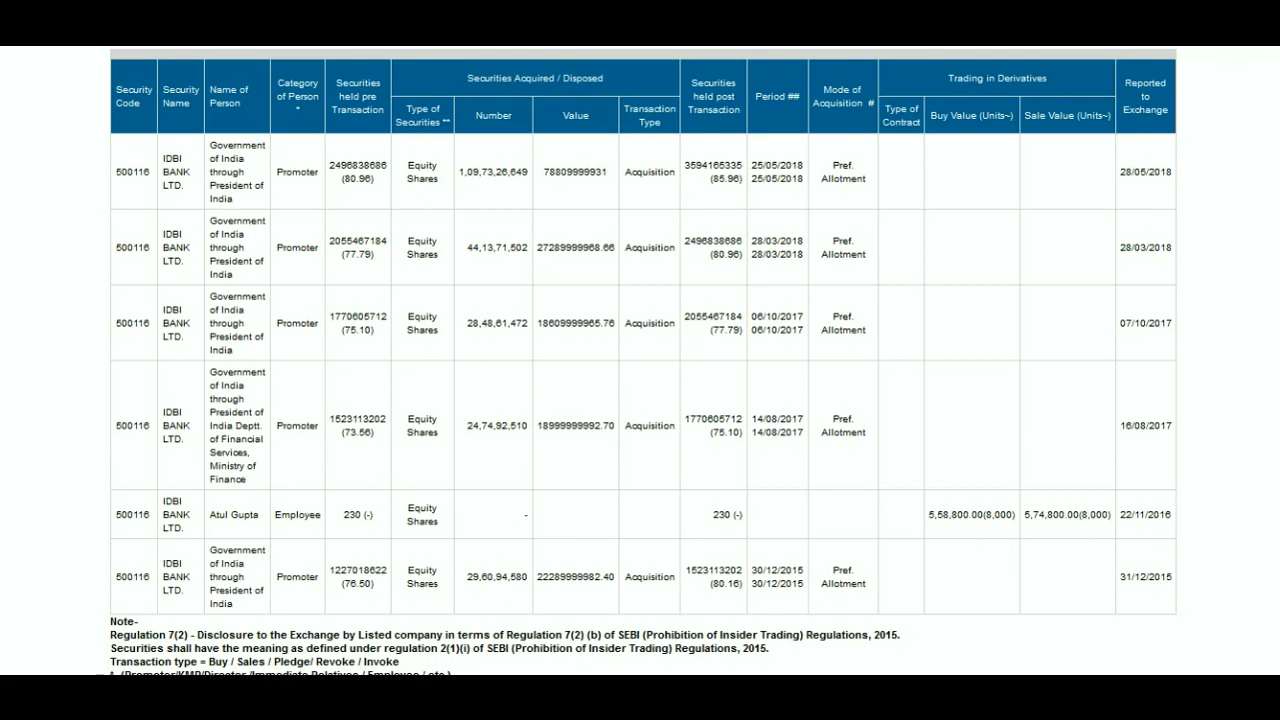 Security Code
Security Name
Name of Person
Category of Person *
Securities held pre Transaction
Securities Acquired / Disposed
Type of Securities **
Number
Value
Transaction Type
Securities held post Transaction
Period ##
Mode of Acquisition #
Trading in Derivatives
Type of Contract
Buy Value (Units~)
Sale Value (Units~)
Reported to Exchange
500116 IDBI BANK LTD. Government of India through President of India Promoter 2496838686 (80.96) Equity Shares 1,09,73,26,649 78809999931 Acquisition 3594165335 (85.96) 25/05/2018 25/05/2018 Pref. Allotment 28/05/2018
500116 IDBI BANK LTD. Government of India through President of India Promoter 2055467184 (77.79) Equity Shares 44,13,71,502 27289999968.66 Acquisition 2496838686 (80.96) 28/03/2018 28/03/2018 Pref. Allotment 28/03/2018
500116 IDBI BANK LTD. Government of India through President of India Promoter 1770605712 (75.10) Equity Shares 28,48,61,472 18609999965.76 Acquisition 2055467184 (77.79) 06/10/2017 06/10/2017 Pref. Allotment 07/10/2017
500116 IDBI BANK LTD. Government of India through President of India Deptt. of Financial Services, Ministry of Finance Promoter 1523113202 (73.56) Equity Shares 24,74,92,510 18999999992.70 Acquisition 1770605712 (75.10) 14/08/2017 14/08/2017 Pref. Allotment 16/08/2017
500116 IDBI BANK LTD. Atul Gupta Employee 230 (-) Equity Shares - 230 (-) 5,58,800.00(8,000) 5,74,800.00(8,000) 22/11/2016
500116 IDBI BANK LTD. Government of India through President of India Promoter 1227018622 (76.50) Equity Shares 29,60,94,580 22289999982.40 Acquisition 1523113202 (80.16) 30/12/2015 30/12/2015 Pref. Allotment 31/12/2015
Note-
Regulation 7(2) - Disclosure to the Exchange by Listed company in terms of Regulation 7(2) (b) of SEBI (Prohibition of Insider Trading) Regulations, 2015.
Securities shall have the meaning as defined under regulation 2(1)(i) of SEBI (Prohibition of Insider Trading) Regulations, 2015.
Transaction type = Buy / Sales / Pledge/ Revoke / Invoke
* (Promoter/KMP/Director /Immediate Relatives / Employee / etc.)